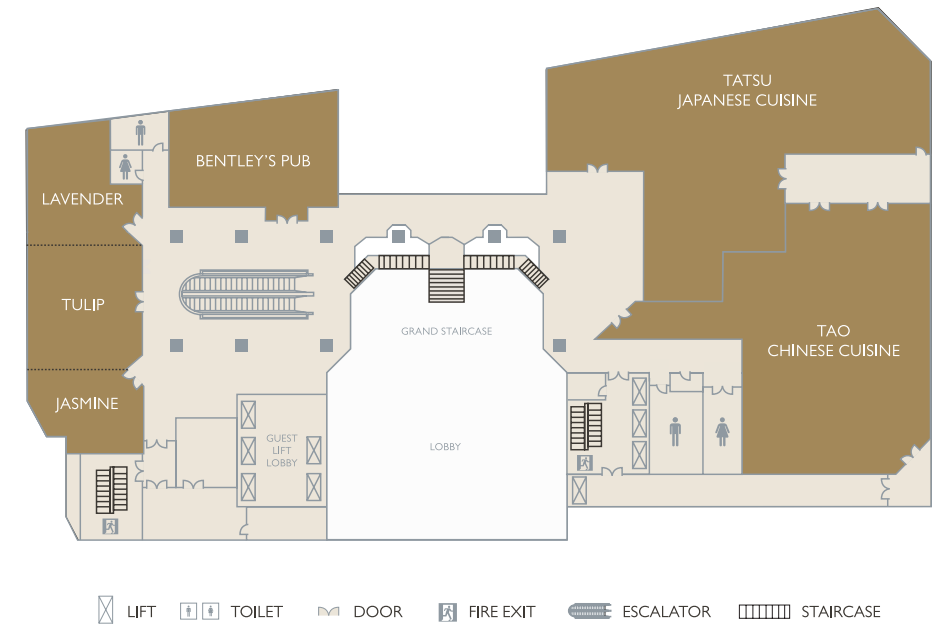 TATSU
JAPANESE CUISINE
BENTLEY'S PUB
LAVENDER
TULIP
GRAND STAIRCASE
TAO
CHINESE CUISINE
JASMINE
GUEST
LIFT
LOBBY
LOBBY
LIFT
TOILET
DOOR
FIRE EXIT
ESCALATOR
STAIRCASE